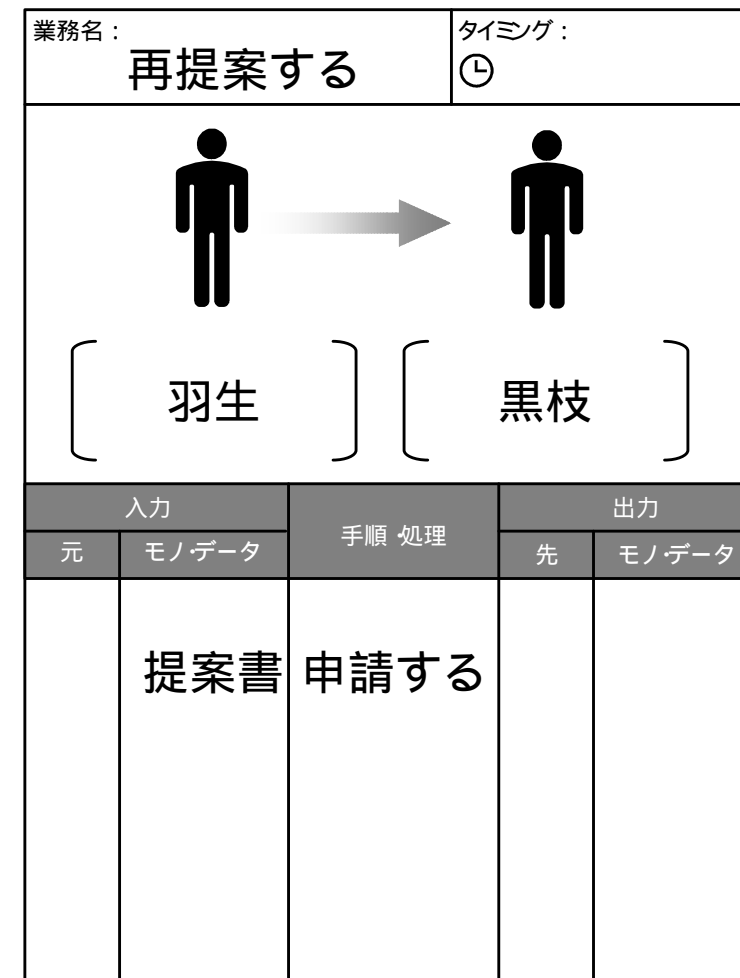 業務名：
タイミング：
再提案する
羽生
黒枝
入力
手順・処理
出力
元
モノ・データ
先
モノ・データ
提案書
申請する